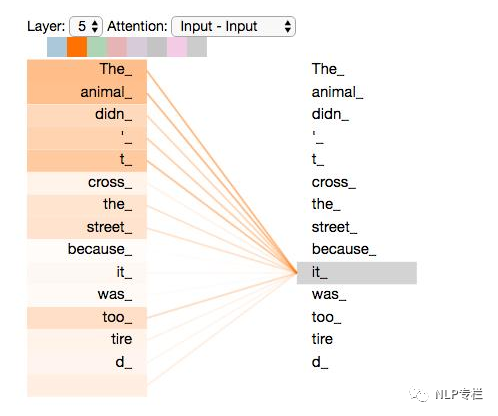 Layer: 5 Attention: Input - Input
The_ The_
animal_ animal_
didn_ didn_
'_ '_
t_ t_
cross_ cross_
the_ the_
street_ street_
because_ because_
it_ it_
was_ was_
too_ too_
tire tire
d_ d_
NLP专栏